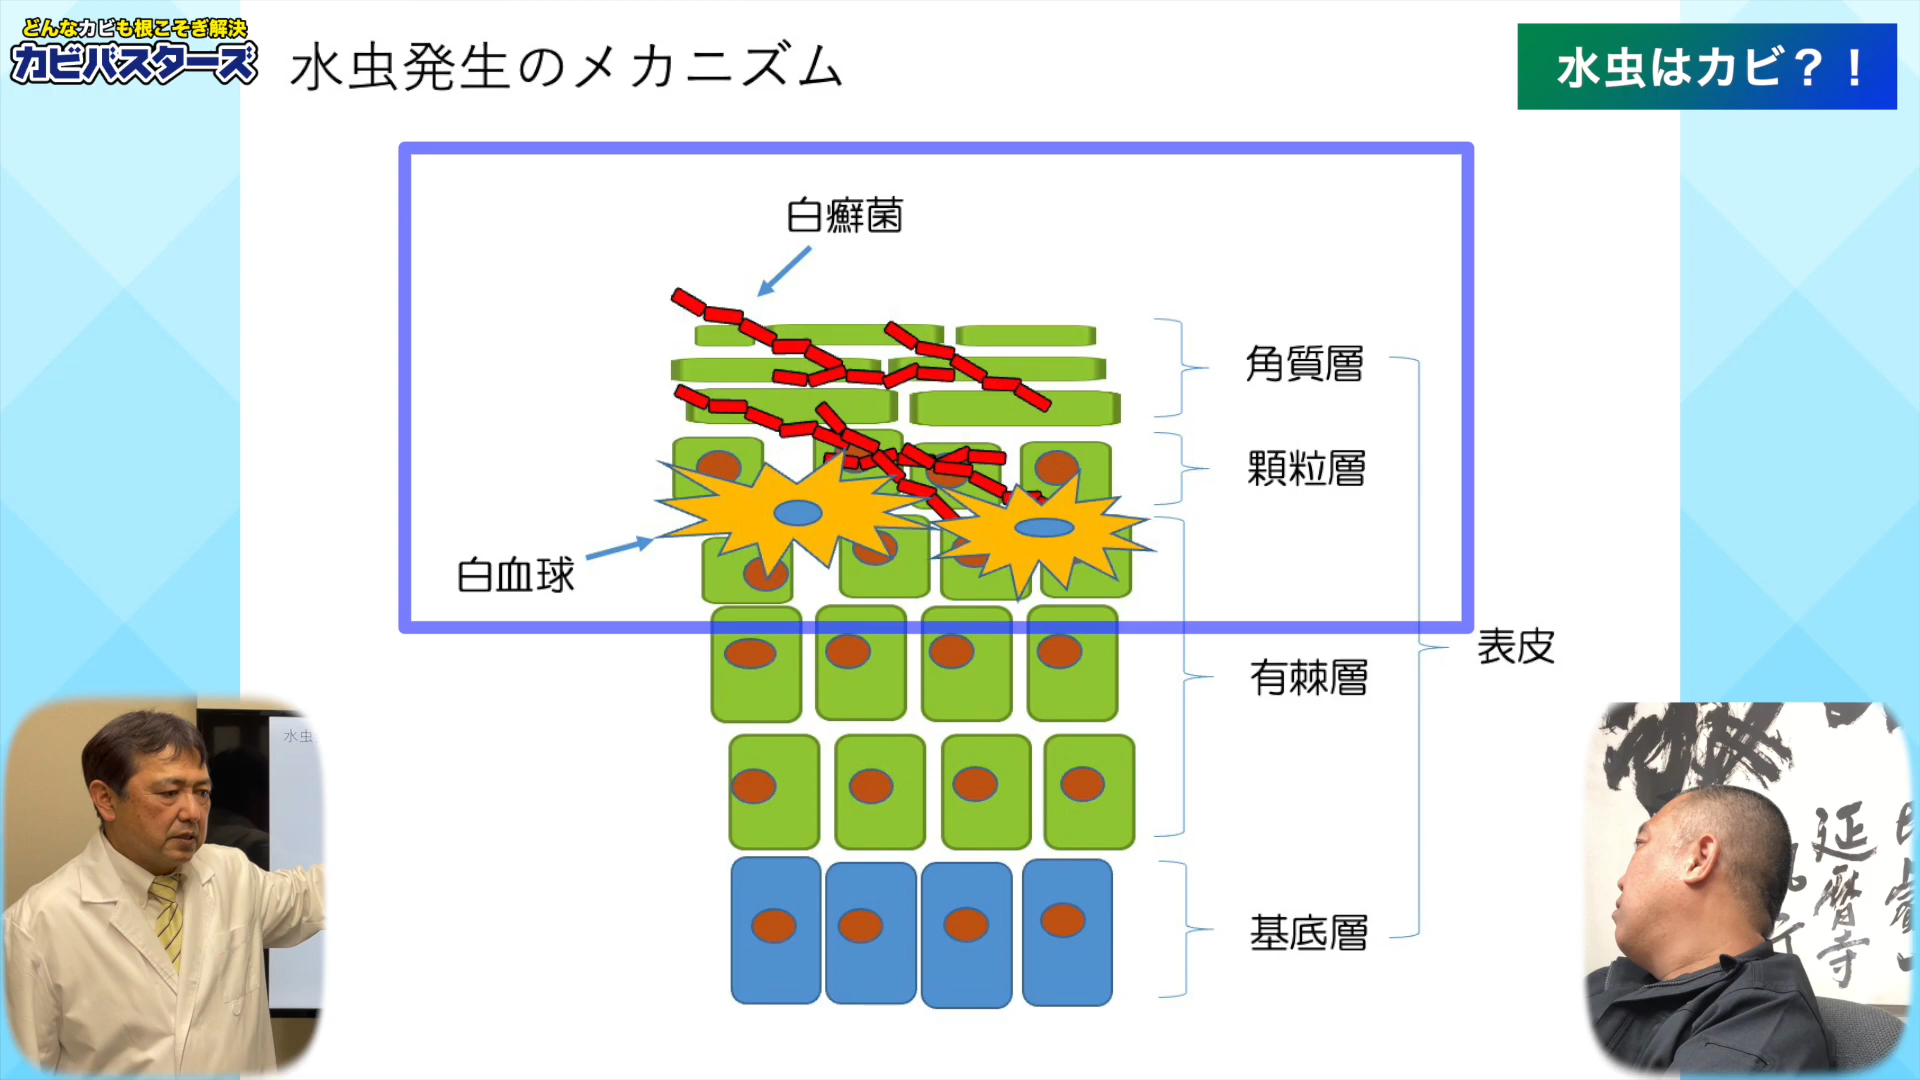 どんなカビも根こそぎ解決
カビバスターズ
水虫発生のメカニズム
水虫はカビ？！
白癬菌
角質層
顆粒層
白血球
表皮
有棘層
基底層
水虫
延暦寺